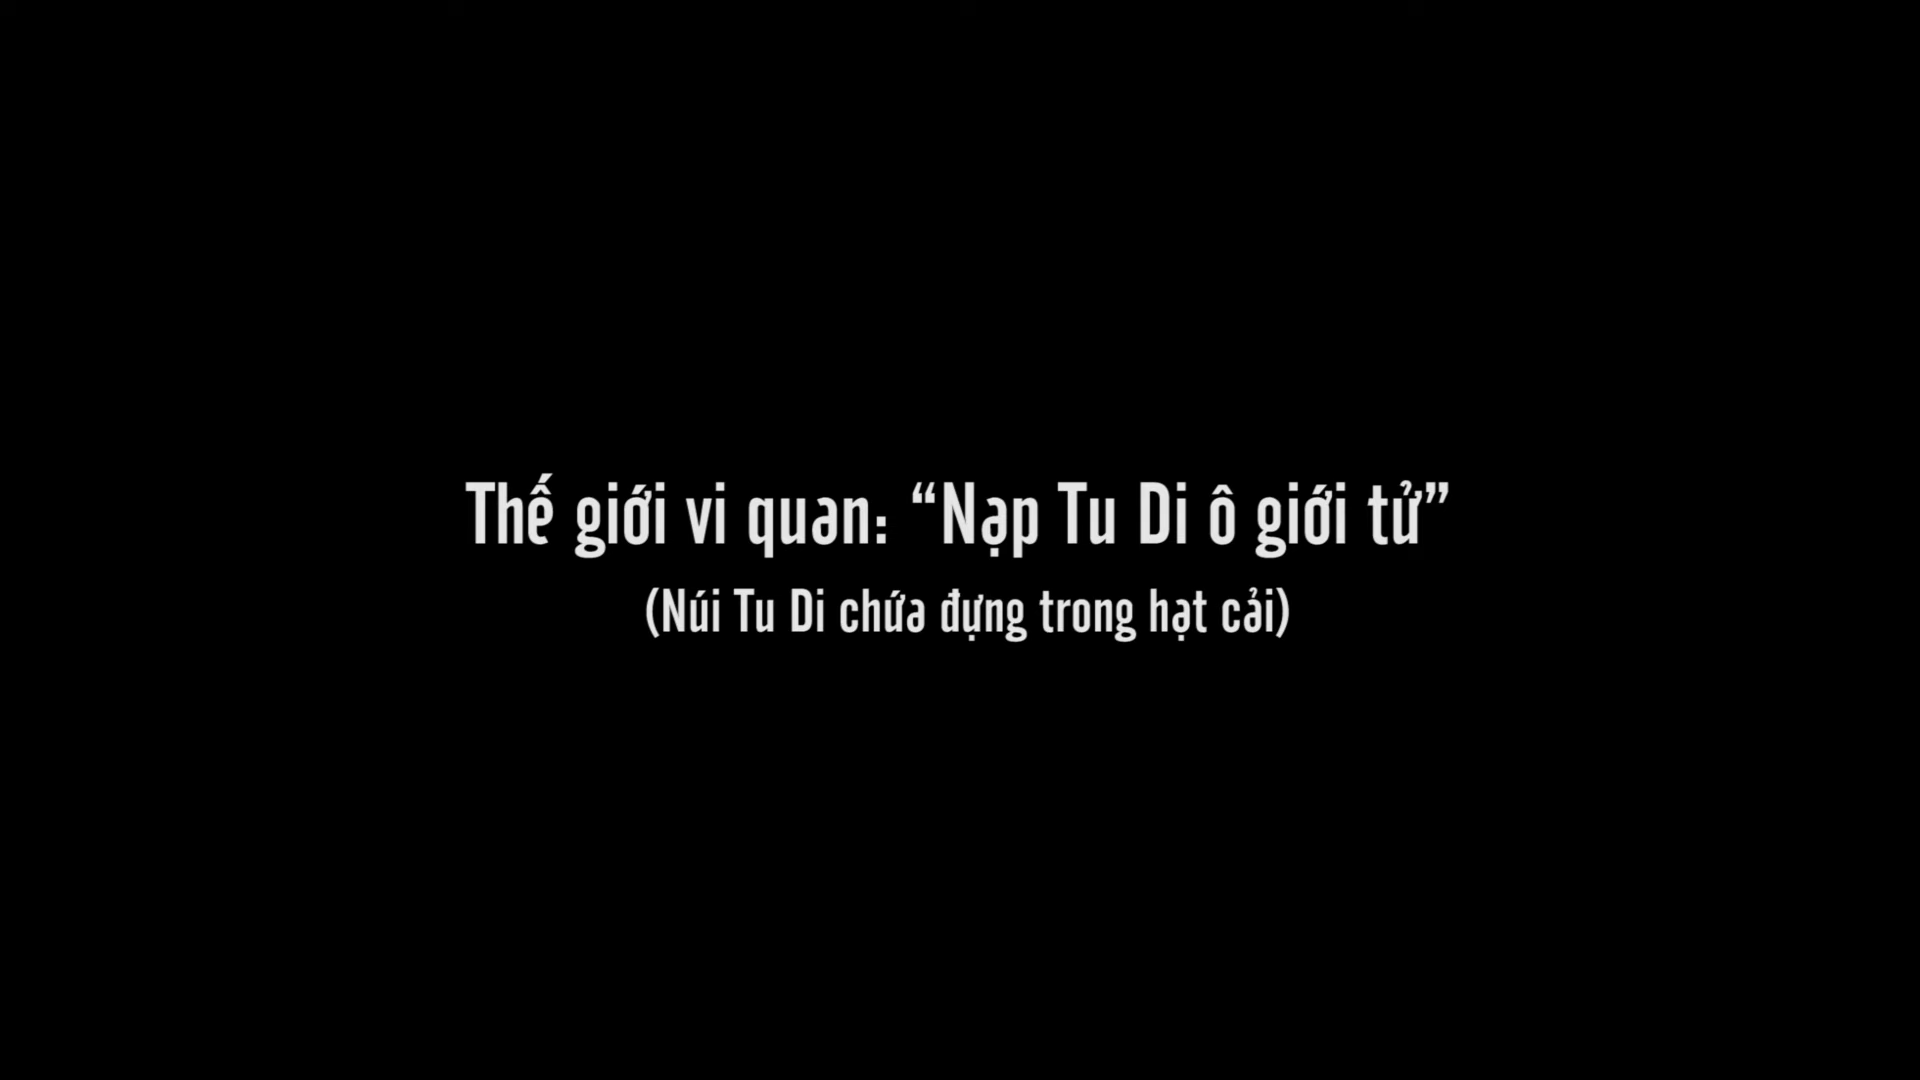 Thế giới vi quan: “Nạp Tu Di ô giới tử”
(Núi Tu Di chứa đựng trong hạt cải)